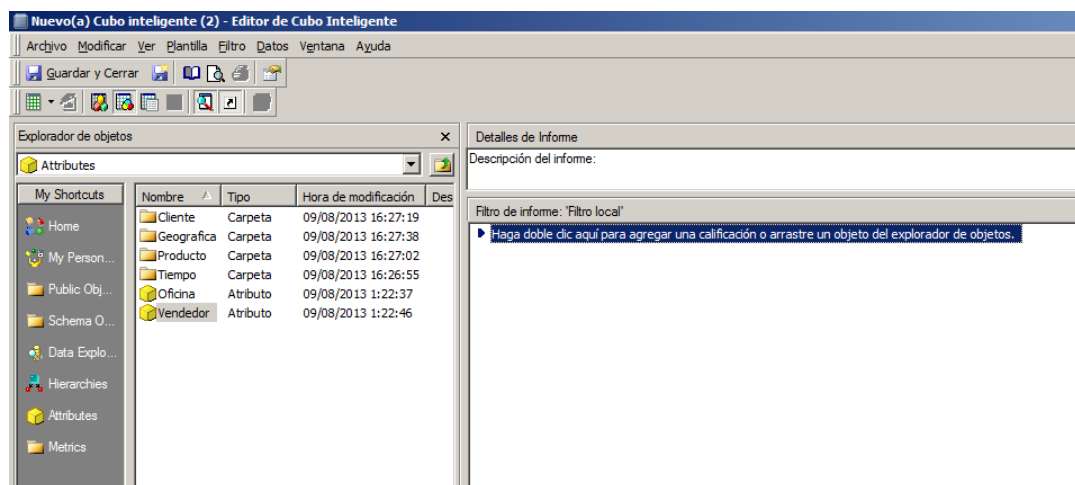 Nuevo(a) Cubo inteligente (2) - Editor de Cubo Inteligente
Archivo Modificar Ver Plantilla Filtro Datos Ventana Ayuda
Guardar y Cerrar
Explorador de objetos
Attributes
My Shortcuts
Home
My Person...
Public Obj...
Schema O...
Data Explo...
Hierarchies
Attributes
Metrics
Nombre Tipo Hora de modificación Des
Cliente Carpeta 09/08/2013 16:27:19
Geografica Carpeta 09/08/2013 16:27:38
Producto Carpeta 09/08/2013 16:27:02
Tiempo Carpeta 09/08/2013 16:26:55
Oficina Atributo 09/08/2013 1:22:37
Vendedor Atributo 09/08/2013 1:22:46
Detalles de Informe
Descripción del informe:
Filtro de informe: 'Filtro local'
Haga doble clic aquí para agregar una calificación o arrastre un objeto del explorador de objetos.